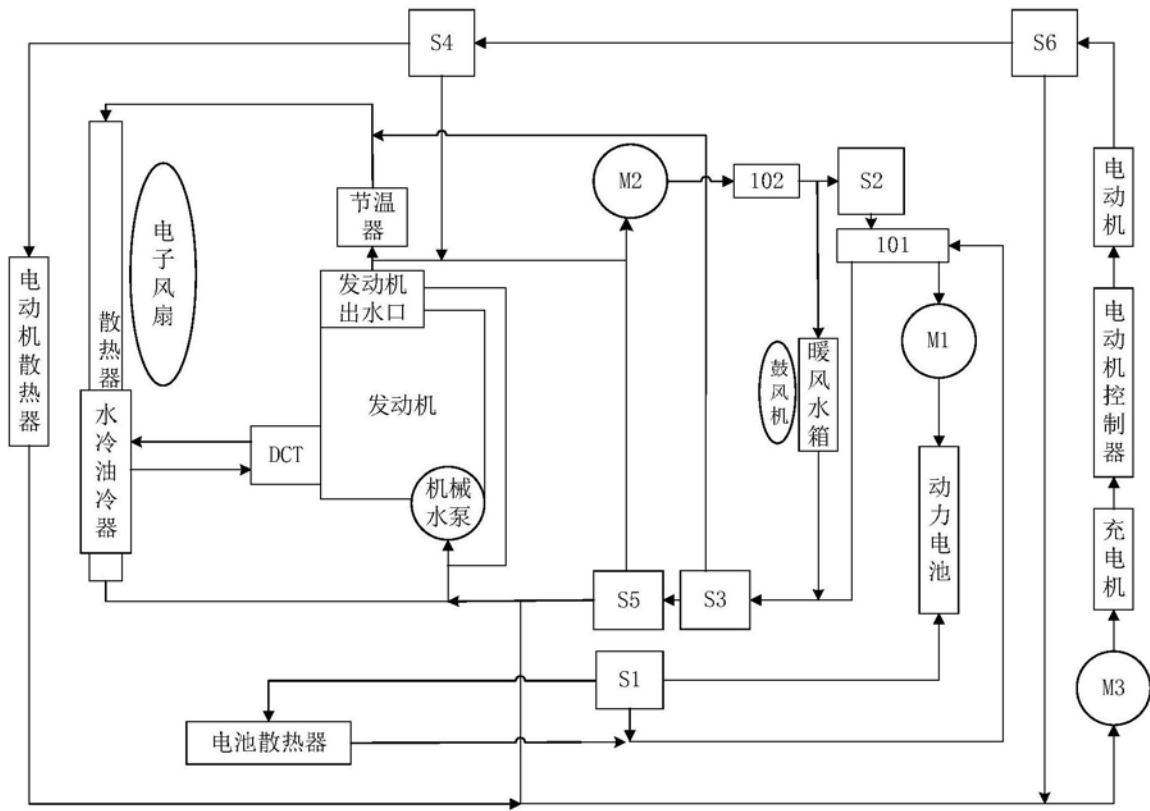 S4
S6
M2
102
S2
101
节温器
发动机出水口
电动机
电动机控制器
充电机
M3
电动机散热器
散热器
电子风扇
水冷油冷器
DCT
发动机
机械水泵
鼓风机
暖风水箱
M1
动力电池
S5
S3
S1
电池散热器